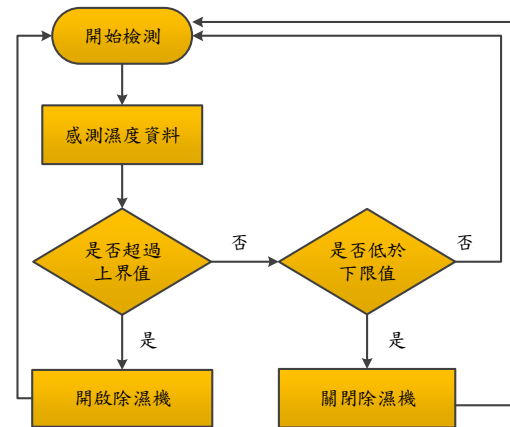 開始檢測
感測濕度資料
是否超過
上界值
否
是否低於
下限值
否
是
是
開啟除濕機
關閉除濕機